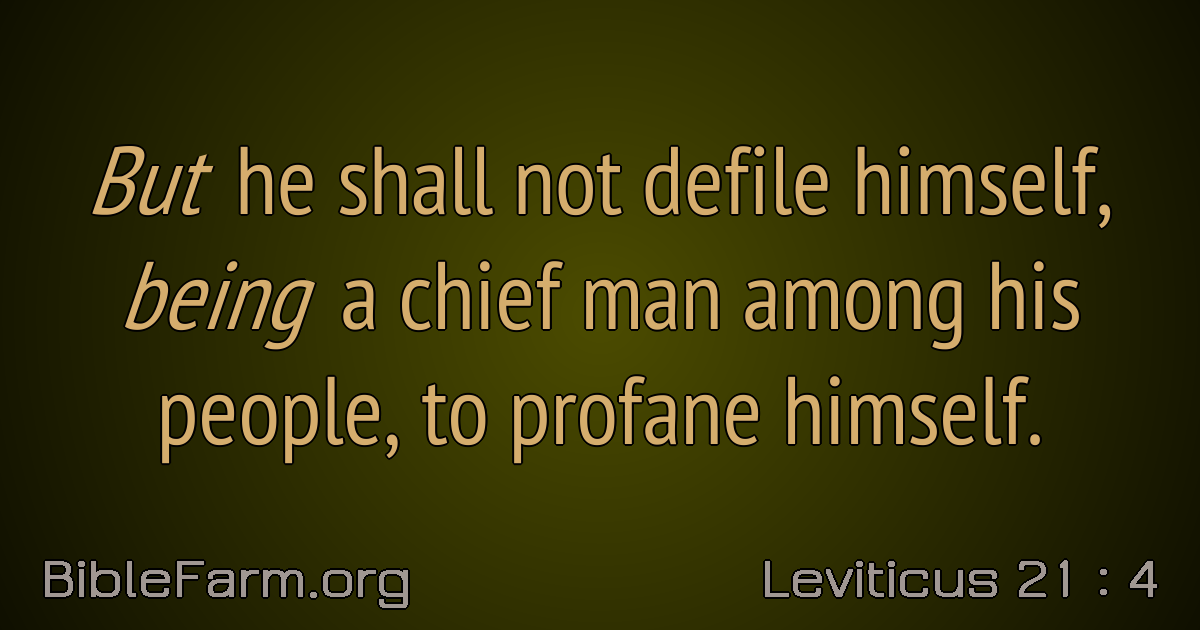 But he shall not defile himself,
being a chief man among his
people, to profane himself.
BibleFarm.org
Leviticus 21 : 4